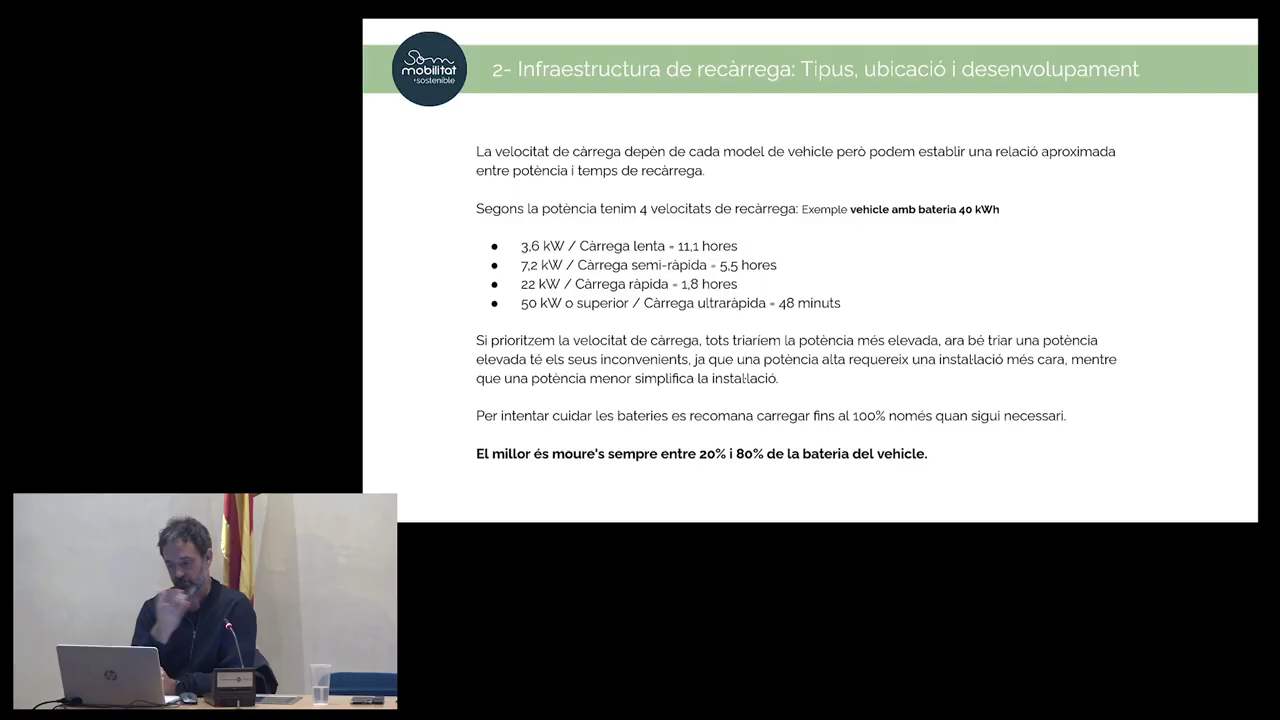 Som
mobilitat
+sostenible
2- Infraestructura de recàrrega: Tipus, ubicació i desenvolupament
La velocitat de càrrega depèn de cada model de vehicle però podem establir una relació aproximada
entre potència i temps de recàrrega.
Segons la potència tenim 4 velocitats de recàrrega: Exemple vehicle amb bateria 40 kWh
● 3,6 kW / Càrrega lenta = 11,1 hores
● 7,2 kW / Càrrega semi-ràpida = 5,5 hores
● 22 kW / Càrrega ràpida = 1,8 hores
● 50 kW o superior / Càrrega ultraràpida = 48 minuts
Si prioritzem la velocitat de càrrega, tots triaríem la potència més elevada, ara bé triar una potència
elevada té els seus inconvenients, ja que una potència alta requereix una instal·lació més cara, mentre
que una potència menor simplifica la instal·lació.
Per intentar cuidar les bateries es recomana carregar fins al 100% només quan sigui necessari.
El millor és moure's sempre entre 20% i 80% de la bateria del vehicle.
hp